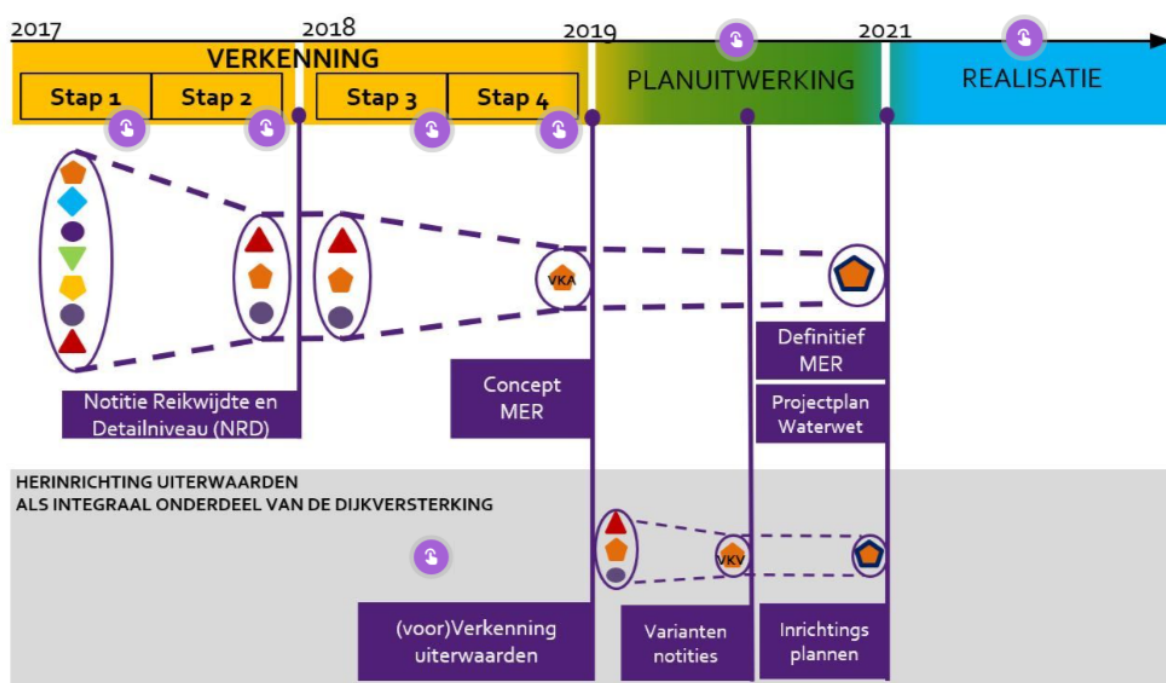 2017
2018
2019
2021
VERKENNING
Stap 1
Stap 2
Stap 3
Stap 4
PLANUITWERKING
REALISATIE
VKA
Notitie Reikwijdte en
Detailniveau (NRD)
Concept
MER
Definitief
MER
Projectplan
Waterwet
HERINRICHTING UITERWAARDEN
ALS INTEGRAAL ONDERDEEL VAN DE DIJKVERSTERKING
VKV
(voor)Verkenning
uiterwaarden
Varianten
notities
Inrichtings
plannen